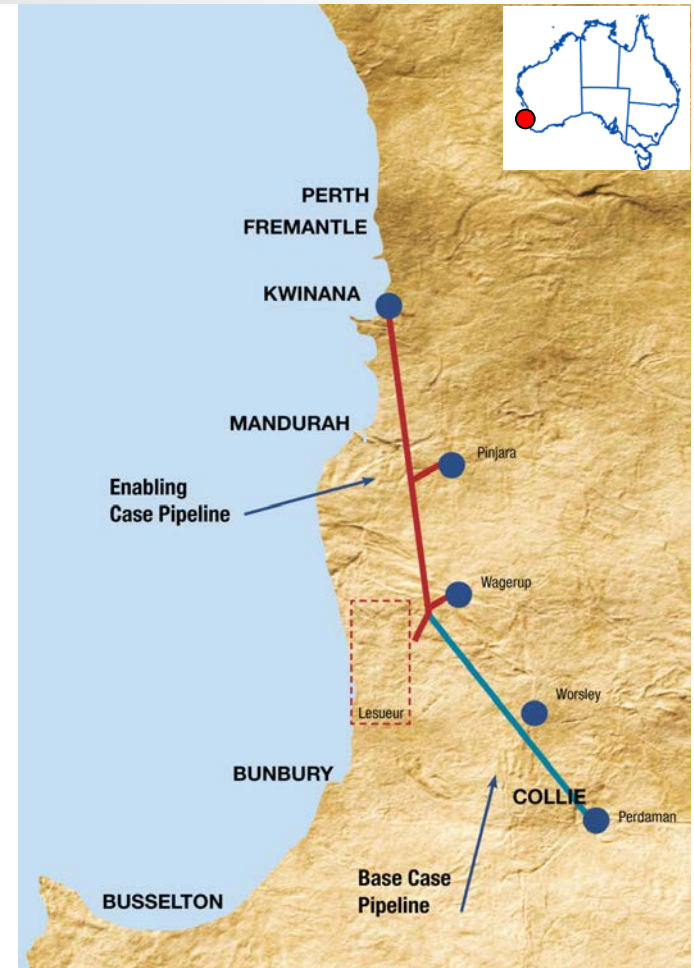 PERTH
FREMANTLE
KWINANA
MANDURAH
Pinjara
Enabling
Case Pipeline
Wagerup
Worsley
Lesueur
BUNBURY
COLLIE
Perdaman
Base Case
Pipeline
BUSSELTON